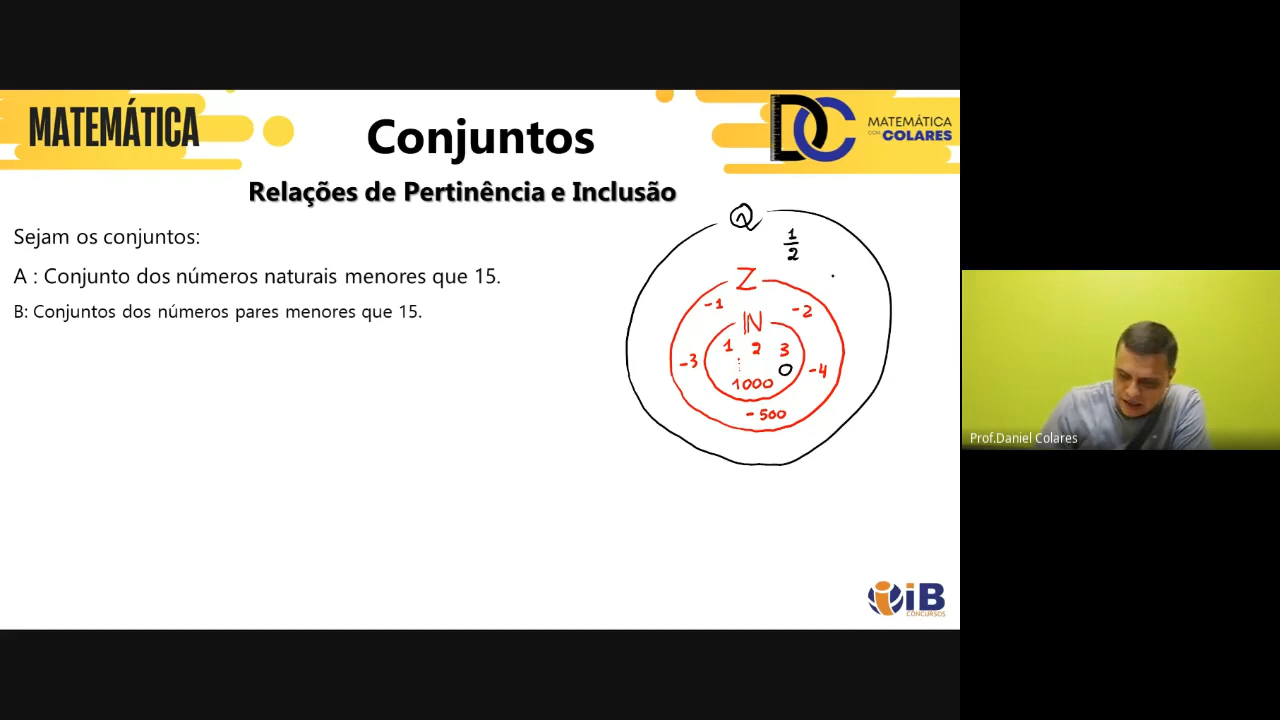 MATEMÁTICA
Conjuntos
DC
MATEMÁTICA
COM COLARES
Relações de Pertinência e Inclusão
Sejam os conjuntos:
A : Conjunto dos números naturais menores que 15.
B: Conjuntos dos números pares menores que 15.
Q
1
2
Z
-1
-2
IN
1 2 3
-3
0
-4
1000
-500
Prof.Daniel Colares
iB
CONCURSOS